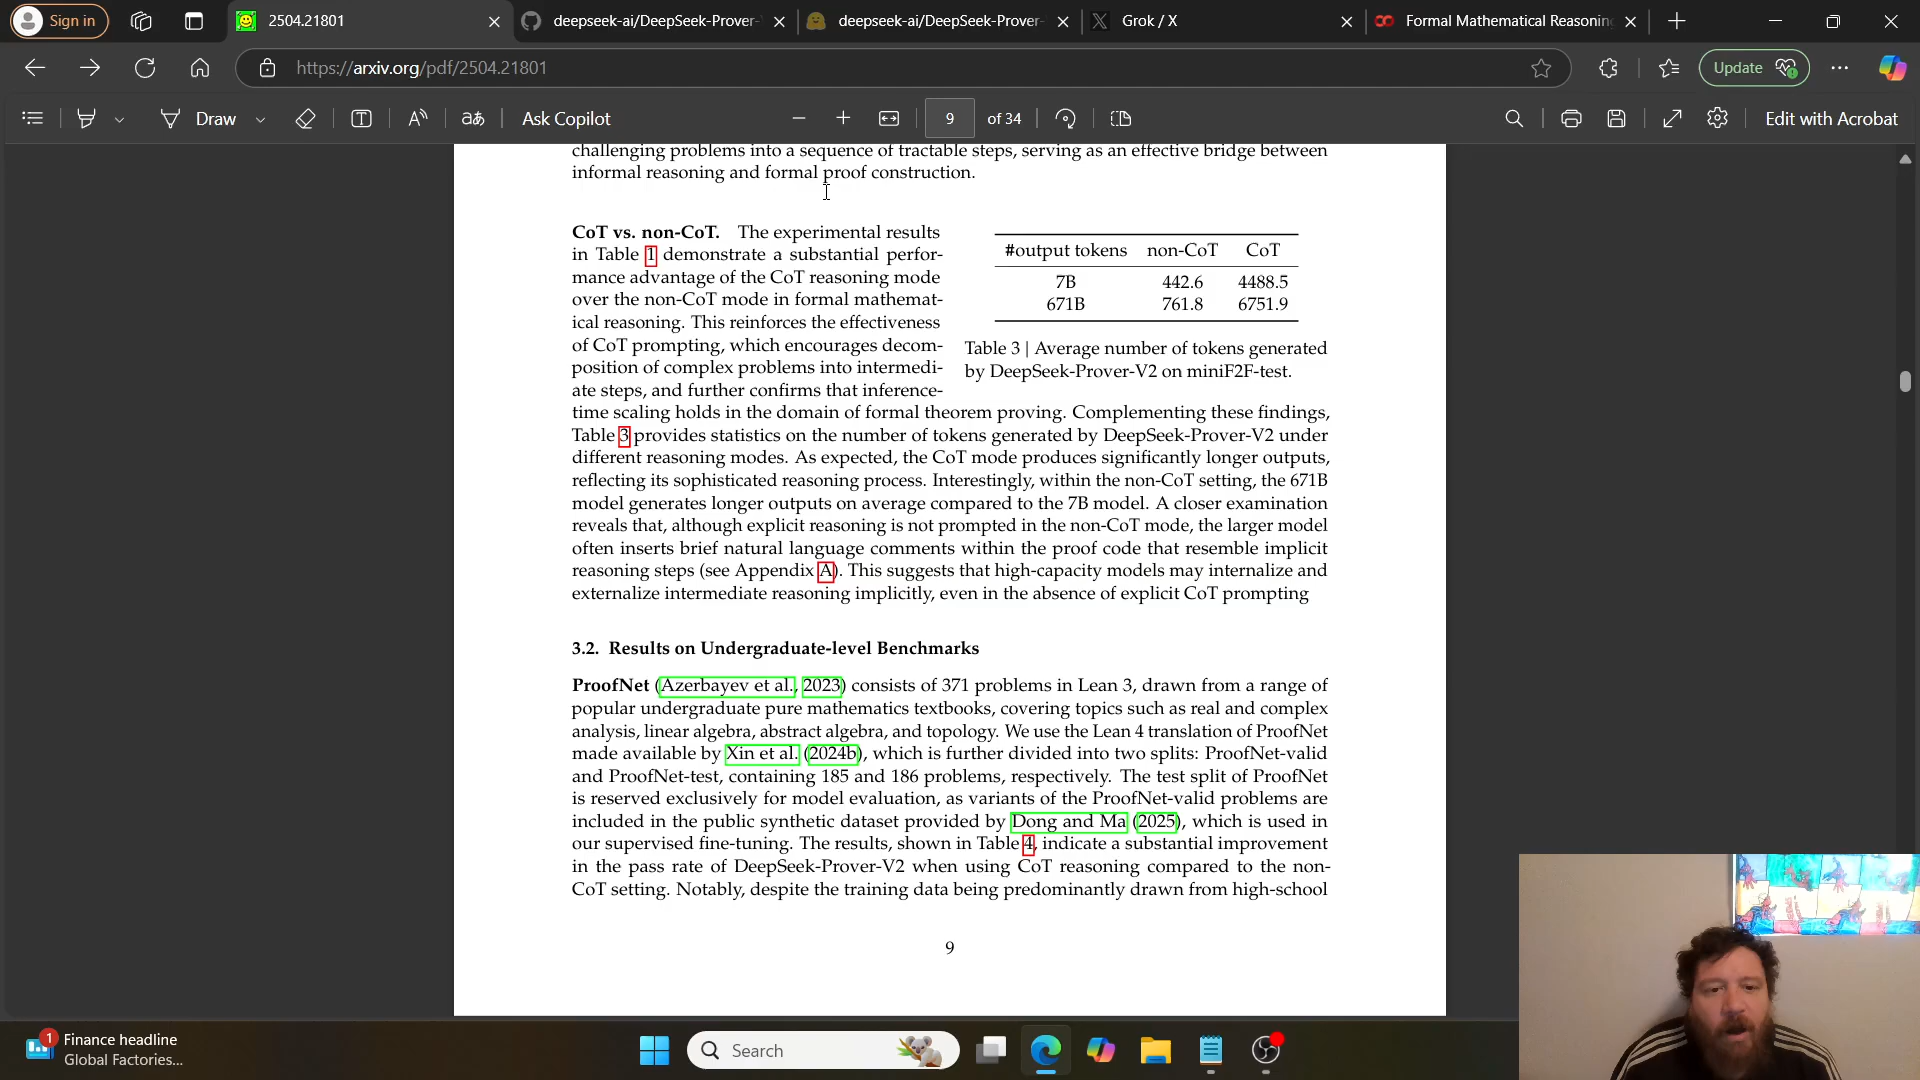 Sign in
2504.21801
deepseek-ai/DeepSeek-Prover-
deepseek-ai/DeepSeek-Prover-
Grok / X
Formal Mathematical Reasoning
https://arxiv.org/pdf/2504.21801
Update
Draw
Ask Copilot
9 of 34
Edit with Acrobat
challenging problems into a sequence of tractable steps, serving as an effective bridge between
informal reasoning and formal proof construction.
CoT vs. non-CoT. The experimental results
in Table 1 demonstrate a substantial perfor-
mance advantage of the CoT reasoning mode
over the non-CoT mode in formal mathemat-
ical reasoning. This reinforces the effectiveness
of CoT prompting, which encourages decom-
position of complex problems into intermedi-
ate steps, and further confirms that inference-
#output tokens non-CoT CoT
7B 442.6 4488.5
671B 761.8 6751.9
Table 3 | Average number of tokens generated
by DeepSeek-Prover-V2 on miniF2F-test.
time scaling holds in the domain of formal theorem proving. Complementing these findings,
Table 3 provides statistics on the number of tokens generated by DeepSeek-Prover-V2 under
different reasoning modes. As expected, the CoT mode produces significantly longer outputs,
reflecting its sophisticated reasoning process. Interestingly, within the non-CoT setting, the 671B
model generates longer outputs on average compared to the 7B model. A closer examination
reveals that, although explicit reasoning is not prompted in the non-CoT mode, the larger model
often inserts brief natural language comments within the proof code that resemble implicit
reasoning steps (see Appendix A). This suggests that high-capacity models may internalize and
externalize intermediate reasoning implicitly, even in the absence of explicit CoT prompting
3.2. Results on Undergraduate-level Benchmarks
ProofNet (Azerbayev et al., 2023) consists of 371 problems in Lean 3, drawn from a range of
popular undergraduate pure mathematics textbooks, covering topics such as real and complex
analysis, linear algebra, abstract algebra, and topology. We use the Lean 4 translation of ProofNet
made available by Xin et al. (2024b), which is further divided into two splits: ProofNet-valid
and ProofNet-test, containing 185 and 186 problems, respectively. The test split of ProofNet
is reserved exclusively for model evaluation, as variants of the ProofNet-valid problems are
included in the public synthetic dataset provided by Dong and Ma (2025), which is used in
our supervised fine-tuning. The results, shown in Table 4, indicate a substantial improvement
in the pass rate of DeepSeek-Prover-V2 when using CoT reasoning compared to the non-
CoT setting. Notably, despite the training data being predominantly drawn from high-school
9
1
Finance headline
Global Factories...
Search